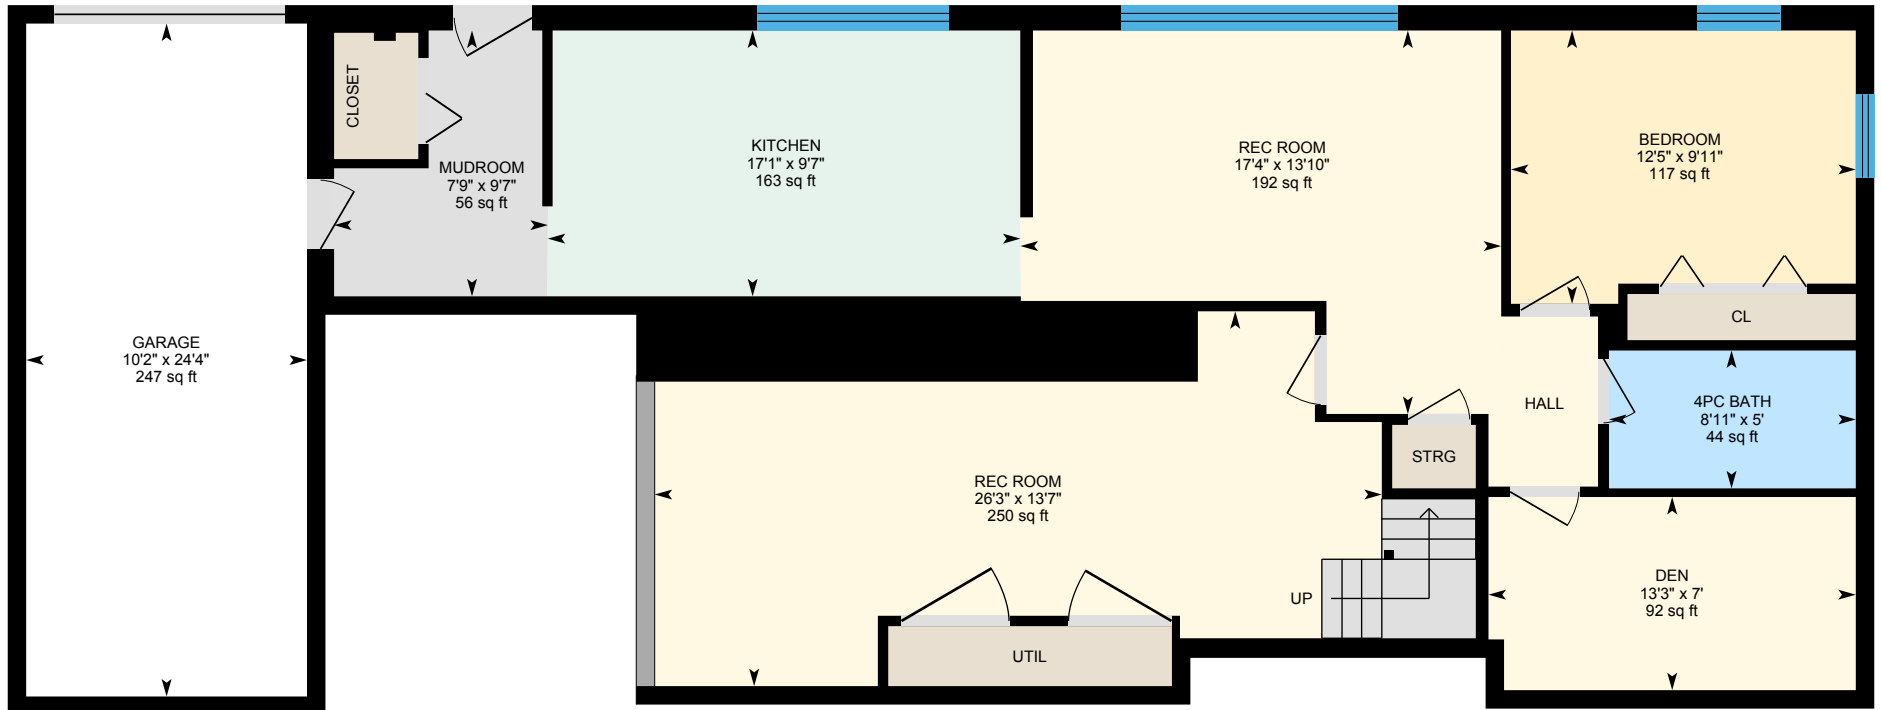 CLOSET
MUDROOM
7'9" x 9'7"
56 sq ft
KITCHEN
17'1" x 9'7"
163 sq ft
REC ROOM
17'4" x 13'10"
192 sq ft
BEDROOM
12'5" x 9'11"
117 sq ft
CL
GARAGE
10'2" x 24'4"
247 sq ft
HALL
4PC BATH
8'11" x 5'
44 sq ft
STRG
REC ROOM
26'3" x 13'7"
250 sq ft
UP
DEN
13'3" x 7'
92 sq ft
UTIL